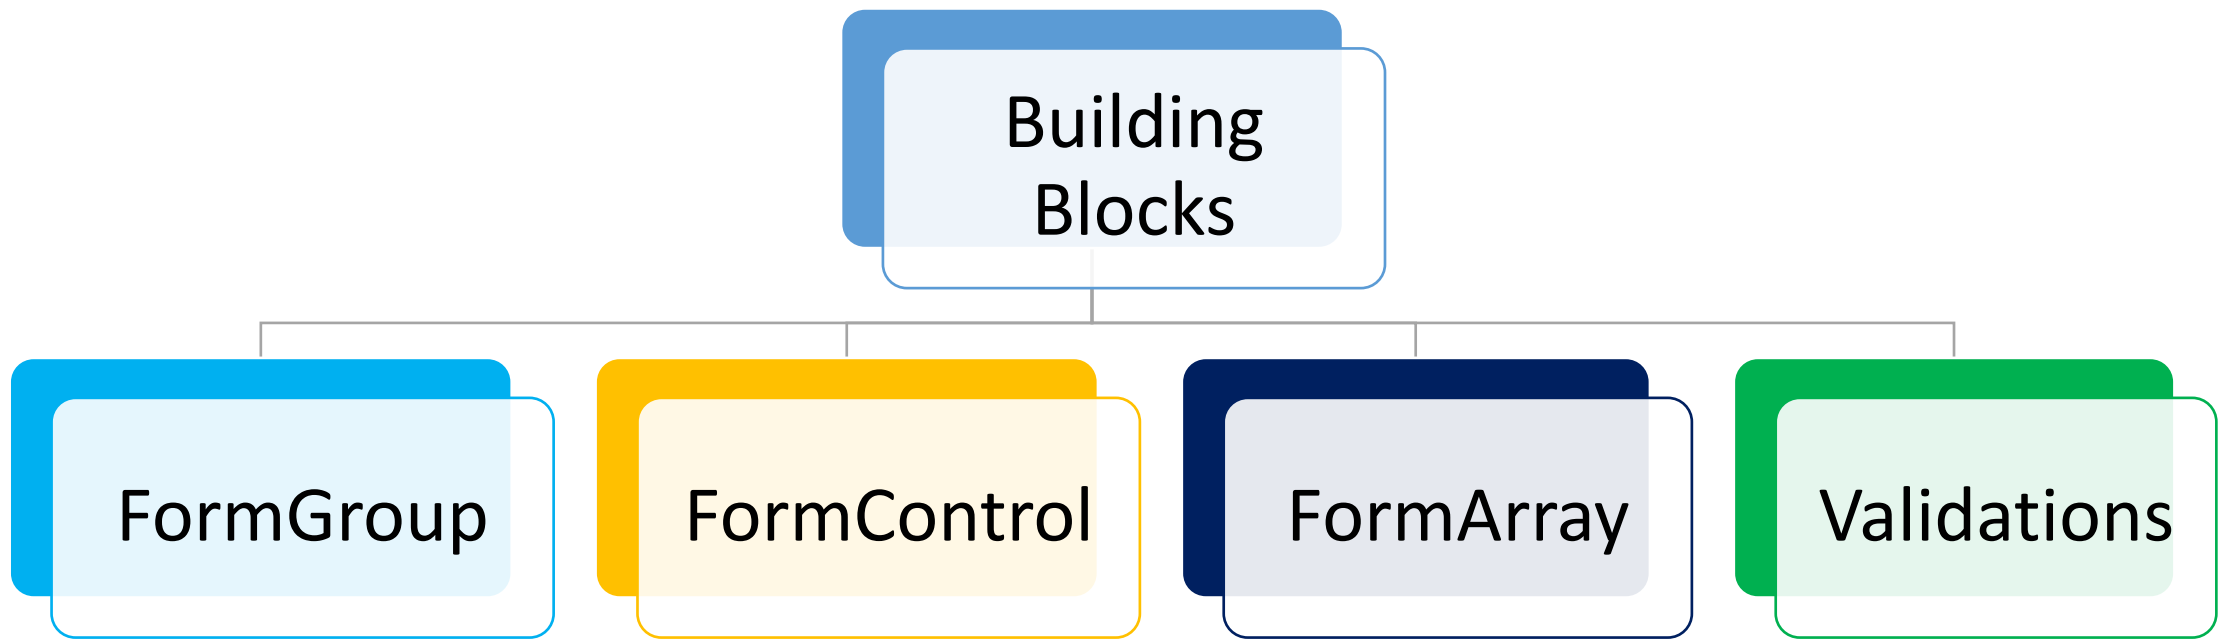 Building
Blocks
FormGroup
FormControl
FormArray
Validations